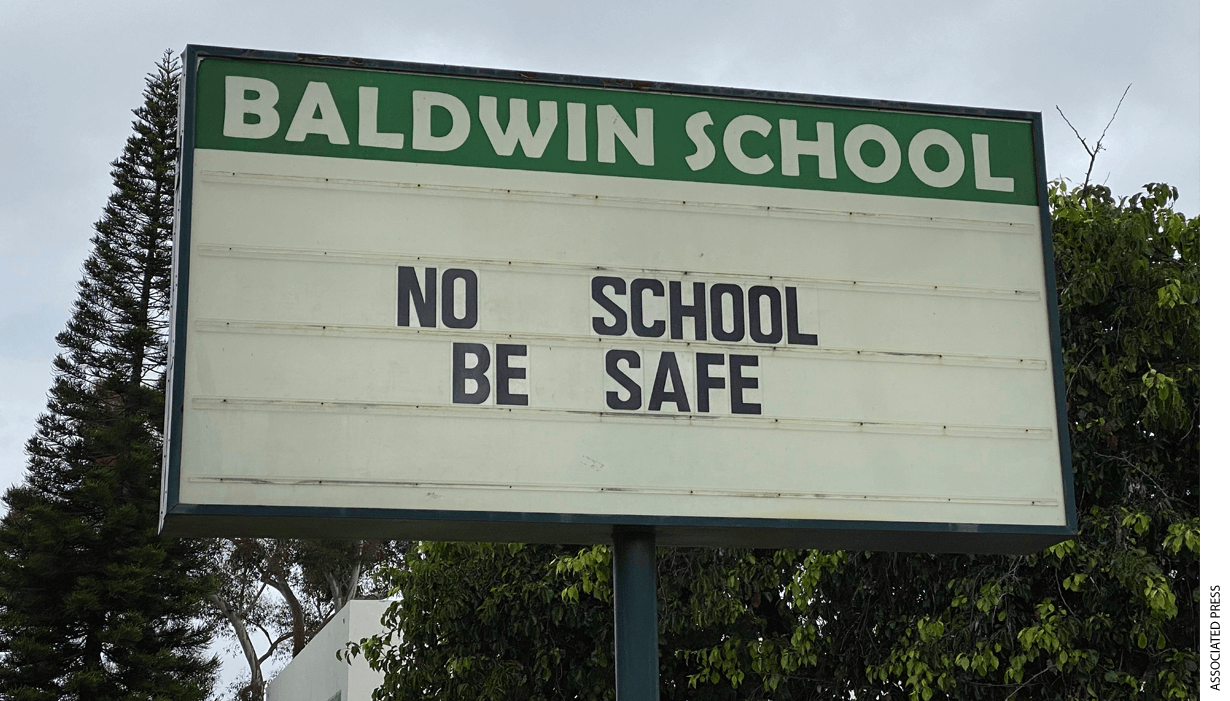 BALDWIN SCHOOL
NO SCHOOL
BE SAFE
ASSOCIATED PRESS